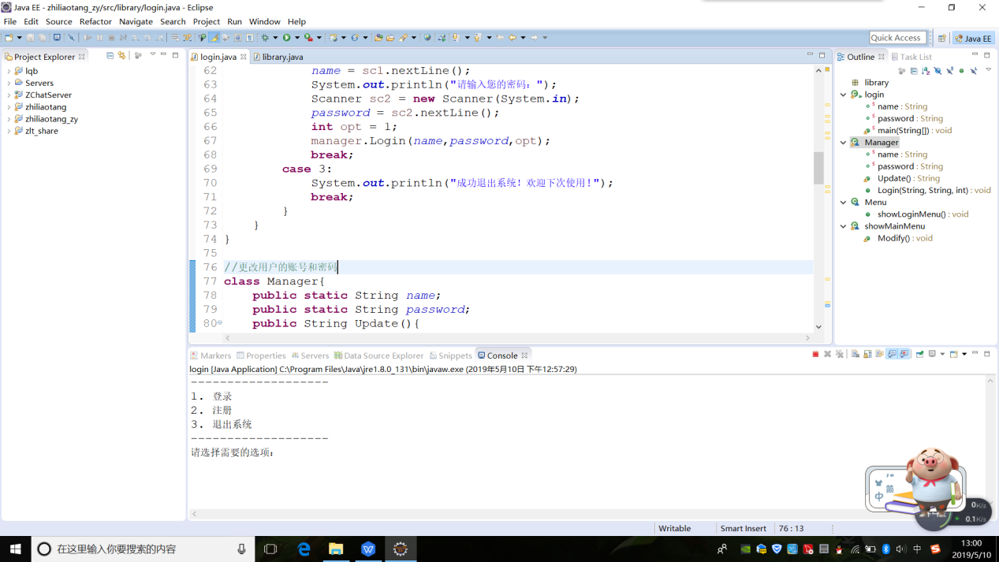 Java EE - zhiliaotang_zy/src/library/login.java - Eclipse
File Edit Source Refactor Navigate Search Project Run Window Help
Quick Access
Java EE
Project Explorer
lqb
Servers
ZChatServer
zhiliaotang
zhiliaotang_zy
zlt_share
login.java
library.java
62 name = sc1.nextLine();
63 System.out.println("请输入您的密码：");
64 Scanner sc2 = new Scanner(System.in);
65 password = sc2.nextLine();
66 int opt = 1;
67 manager.Login(name,password,opt);
68 break;
69 case 3:
70 System.out.println("成功退出系统！欢迎下次使用！");
71 break;
72 }
73 }
74 }
75
76 //更改用户的账号和密码
77 class Manager{
78 public static String name;
79 public static String password;
80 public String Update(){
Outline
Task List
library
login
name : String
password : String
main(String[]) : void
Manager
name : String
password : String
Update() : String
Login(String, String, int) : void
Menu
showLoginMenu() : void
showMainMenu
Modify() : void
Markers Properties Servers Data Source Explorer Snippets Console
login [Java Application] C:\Program Files\Java\jre1.8.0_131\bin\javaw.exe (2019年5月10日 下午12:57:29)
-------------------
1. 登录
2. 注册
3. 退出系统
-------------------
请选择需要的选项：
简
中
0K/s
0.1K/s
Writable Smart Insert 76 : 13
在这里输入你要搜索的内容
中
13:00
2019/5/10